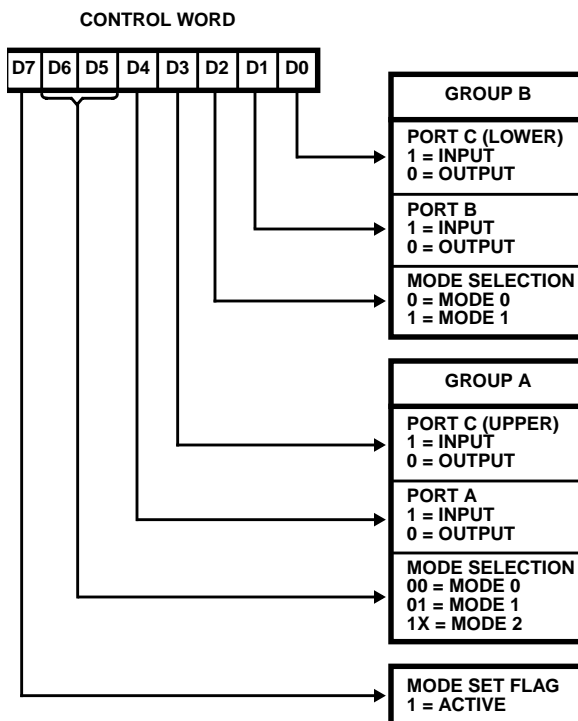 CONTROL WORD
D7 D6 D5 D4 D3 D2 D1 D0
GROUP B
PORT C (LOWER)
1 = INPUT
0 = OUTPUT
PORT B
1 = INPUT
0 = OUTPUT
MODE SELECTION
0 = MODE 0
1 = MODE 1
GROUP A
PORT C (UPPER)
1 = INPUT
0 = OUTPUT
PORT A
1 = INPUT
0 = OUTPUT
MODE SELECTION
00 = MODE 0
01 = MODE 1
1X = MODE 2
MODE SET FLAG
1 = ACTIVE